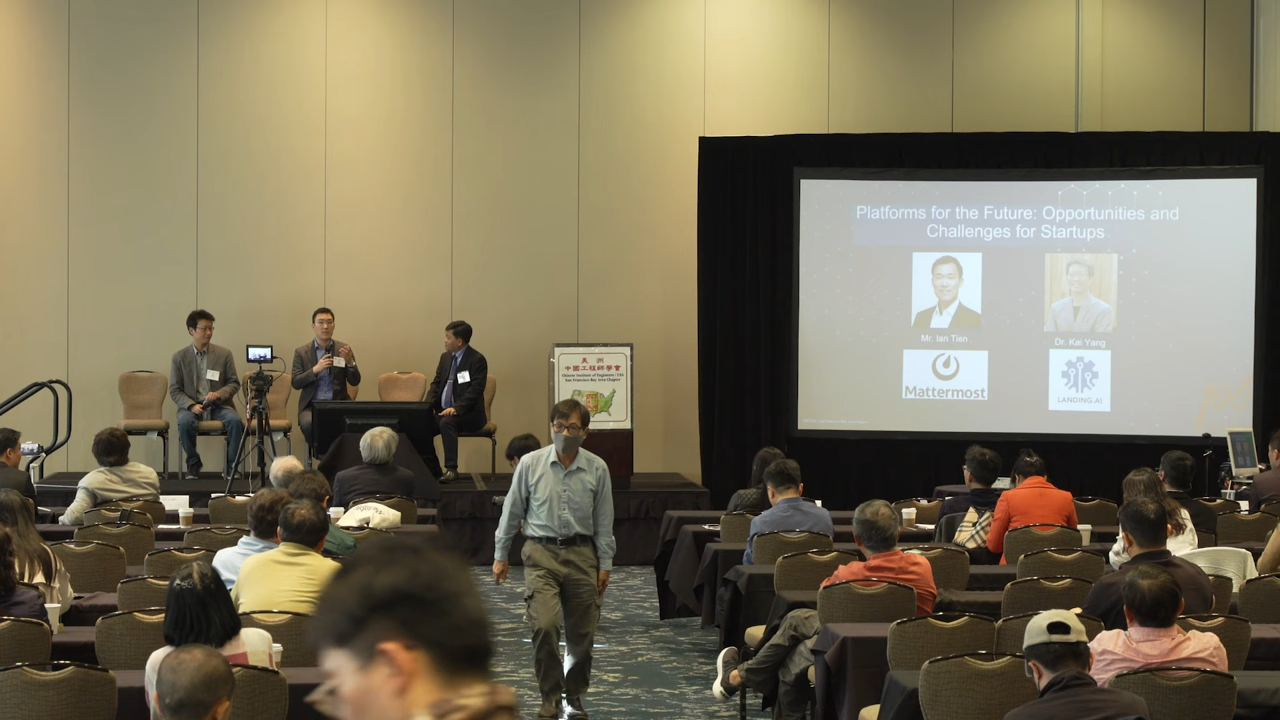 Platforms for the Future: Opportunities and
Challenges for Startups
Mr. Ian Tien
Dr. Kai Yang
Mattermost
LANDING.AI
美洲
中國工程師學會
Chinese Institute of Engineers / USA
San Francisco Bay Area Chapter